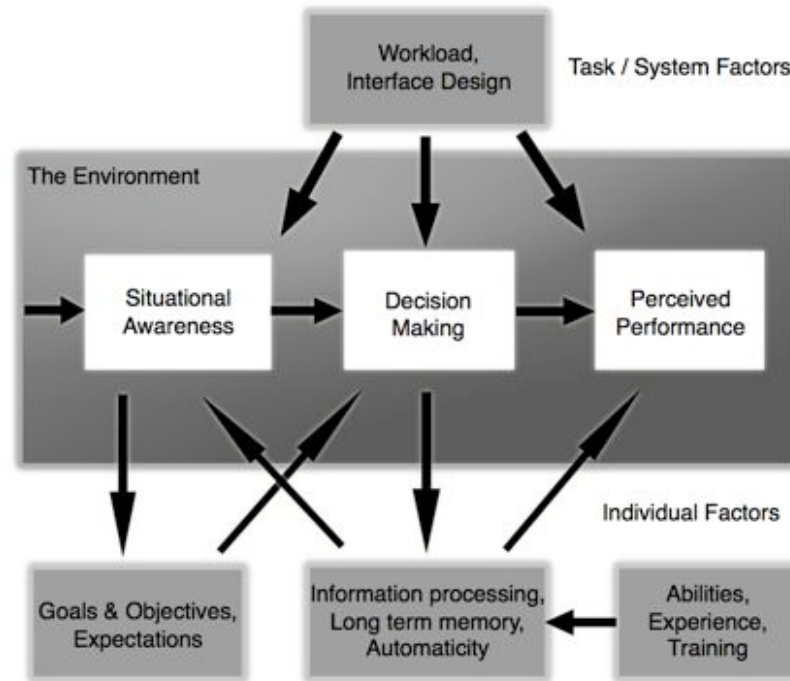 Workload,
Interface Design
Task / System Factors
The Environment
Situational
Awareness
Decision
Making
Perceived
Performance
Individual Factors
Goals & Objectives,
Expectations
Information processing,
Long term memory,
Automaticity
Abilities,
Experience,
Training